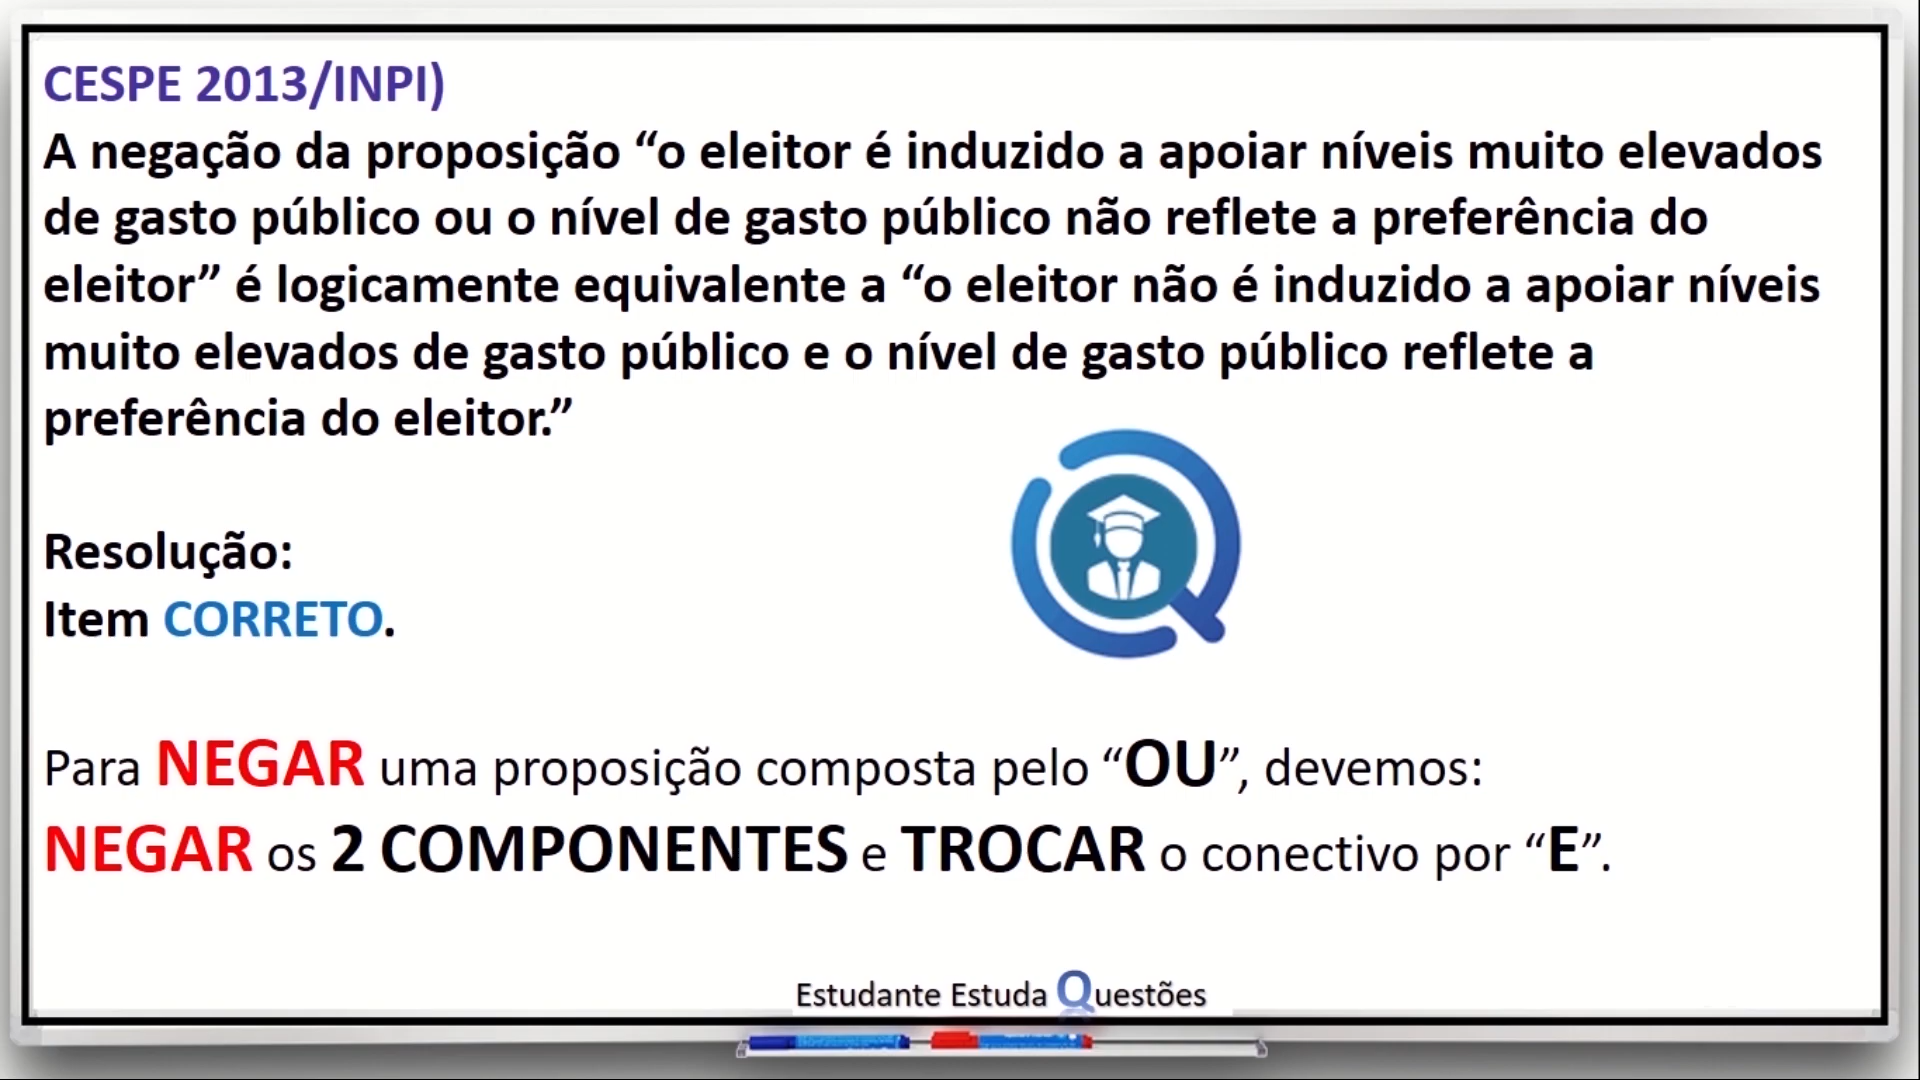 CESPE 2013/INPI)
A negação da proposição “o eleitor é induzido a apoiar níveis muito elevados
de gasto público ou o nível de gasto público não reflete a preferência do
eleitor” é logicamente equivalente a “o eleitor não é induzido a apoiar níveis
muito elevados de gasto público e o nível de gasto público reflete a
preferência do eleitor.”
Resolução:
Item CORRETO.
Para NEGAR uma proposição composta pelo “OU”, devemos:
NEGAR os 2 COMPONENTES e TROCAR o conectivo por “E”.
Estudante Estuda Questões